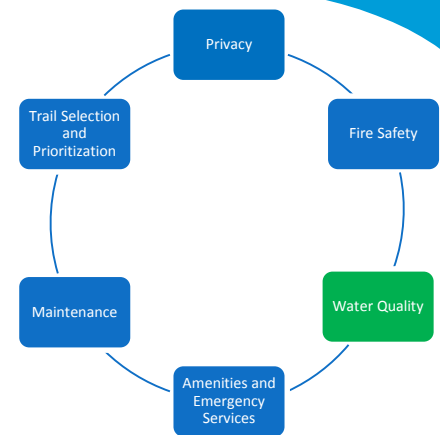 Privacy
Fire Safety
Water Quality
Amenities and
Emergency
Services
Maintenance
Trail Selection
and
Prioritization